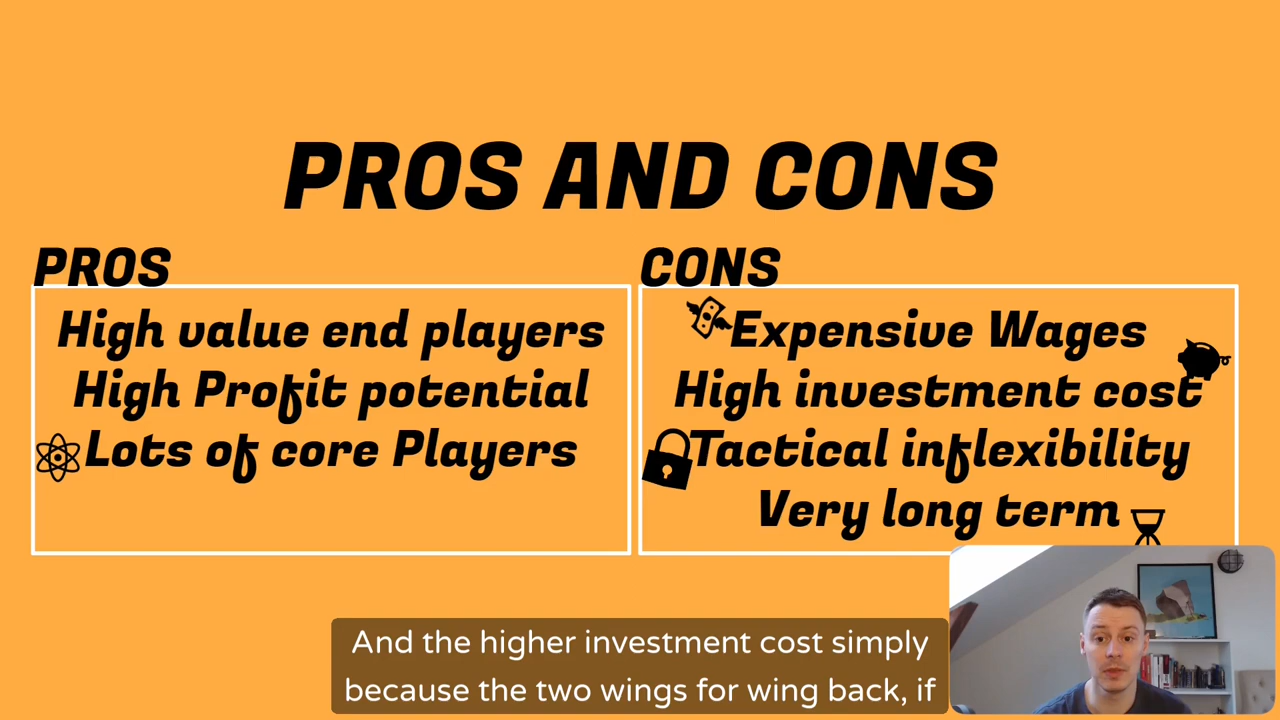 PROS AND CONS
PROS
High value end players
High Profit potential
Lots of core Players
CONS
Expensive Wages
High investment cost
Tactical inflexibility
Very long term
And the higher investment cost simply
because the two wings for wing back, if